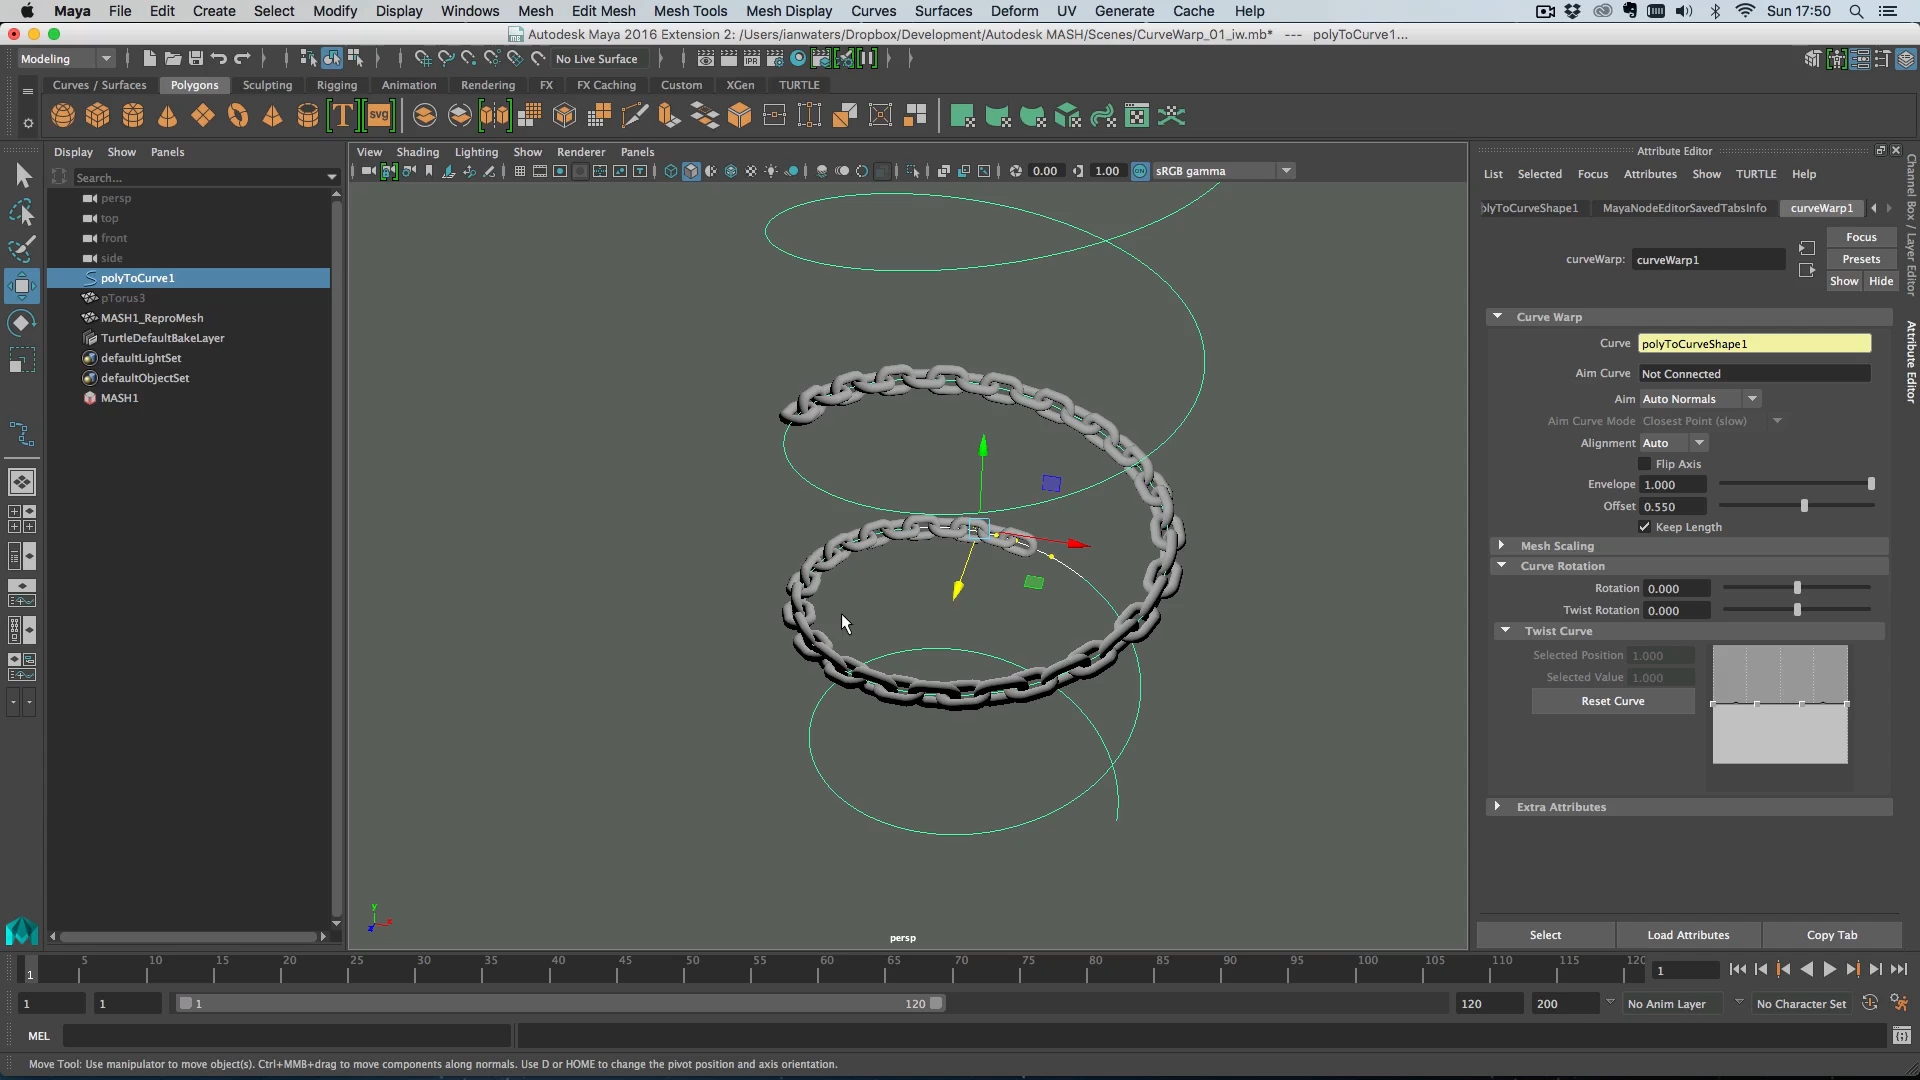 Maya File Edit Create Select Modify Display Windows Mesh Edit Mesh Mesh Tools Mesh Display Curves Surfaces Deform UV Generate Cache Help Sun 17:50
Autodesk Maya 2016 Extension 2: /Users/ianwaters/Dropbox/Development/Autodesk MASH/Scenes/CurveWarp_01_iw.mb* --- polyToCurve1...
Modeling No Live Surface
Curves / Surfaces Polygons Sculpting Rigging Animation Rendering FX FX Caching Custom XGen TURTLE
T SVG
Display Show Panels
Search...
persp
top
front
side
polyToCurve1
pTorus3
MASH1_ReproMesh
TurtleDefaultBakeLayer
defaultLightSet
defaultObjectSet
MASH1
View Shading Lighting Show Renderer Panels
0.00 1.00 ON sRGB gamma
y
x
z
persp
Attribute Editor
List Selected Focus Attributes Show TURTLE Help
olyToCurveShape1 MayaNodeEditorSavedTabsInfo curveWarp1
curveWarp: curveWarp1
Focus
Presets
Show Hide
Curve Warp
Curve polyToCurveShape1
Aim Curve Not Connected
Aim Auto Normals
Aim Curve Mode Closest Point (slow)
Alignment Auto
Flip Axis
Envelope 1.000
Offset 0.550
Keep Length
Mesh Scaling
Curve Rotation
Rotation 0.000
Twist Rotation 0.000
Twist Curve
Selected Position 1.000
Selected Value 1.000
Reset Curve
Extra Attributes
Select Load Attributes Copy Tab
Channel Box / Layer Editor
Attribute Editor
1 5 10 15 20 25 30 35 40 45 50 55 60 65 70 75 80 85 90 95 100 105 110 115 120 1
1 1 1 120 120 200 No Anim Layer No Character Set
MEL
Move Tool: Use manipulator to move object(s). Ctrl+MMB+drag to move components along normals. Use D or HOME to change the pivot position and axis orientation.